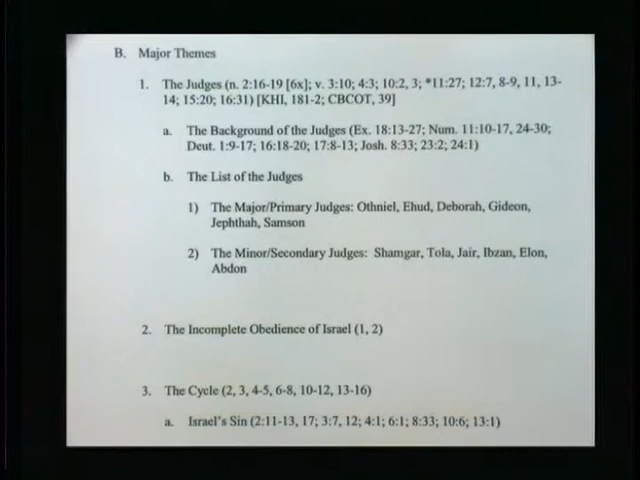 B. Major Themes
1. The Judges (n. 2:16-19 [6x]; v. 3:10; 4:3; 10:2, 3; *11:27; 12:7, 8-9, 11, 13-
14; 15:20; 16:31) [KHI, 181-2; CBCOT, 39]
a. The Background of the Judges (Ex. 18:13-27; Num. 11:10-17, 24-30;
Deut. 1:9-17; 16:18-20; 17:8-13; Josh. 8:33; 23:2; 24:1)
b. The List of the Judges
1) The Major/Primary Judges: Othniel, Ehud, Deborah, Gideon,
Jephthah, Samson
2) The Minor/Secondary Judges: Shamgar, Tola, Jair, Ibzan, Elon,
Abdon
2. The Incomplete Obedience of Israel (1, 2)
3. The Cycle (2, 3, 4-5, 6-8, 10-12, 13-16)
a. Israel's Sin (2:11-13, 17; 3:7, 12; 4:1; 6:1; 8:33; 10:6; 13:1)